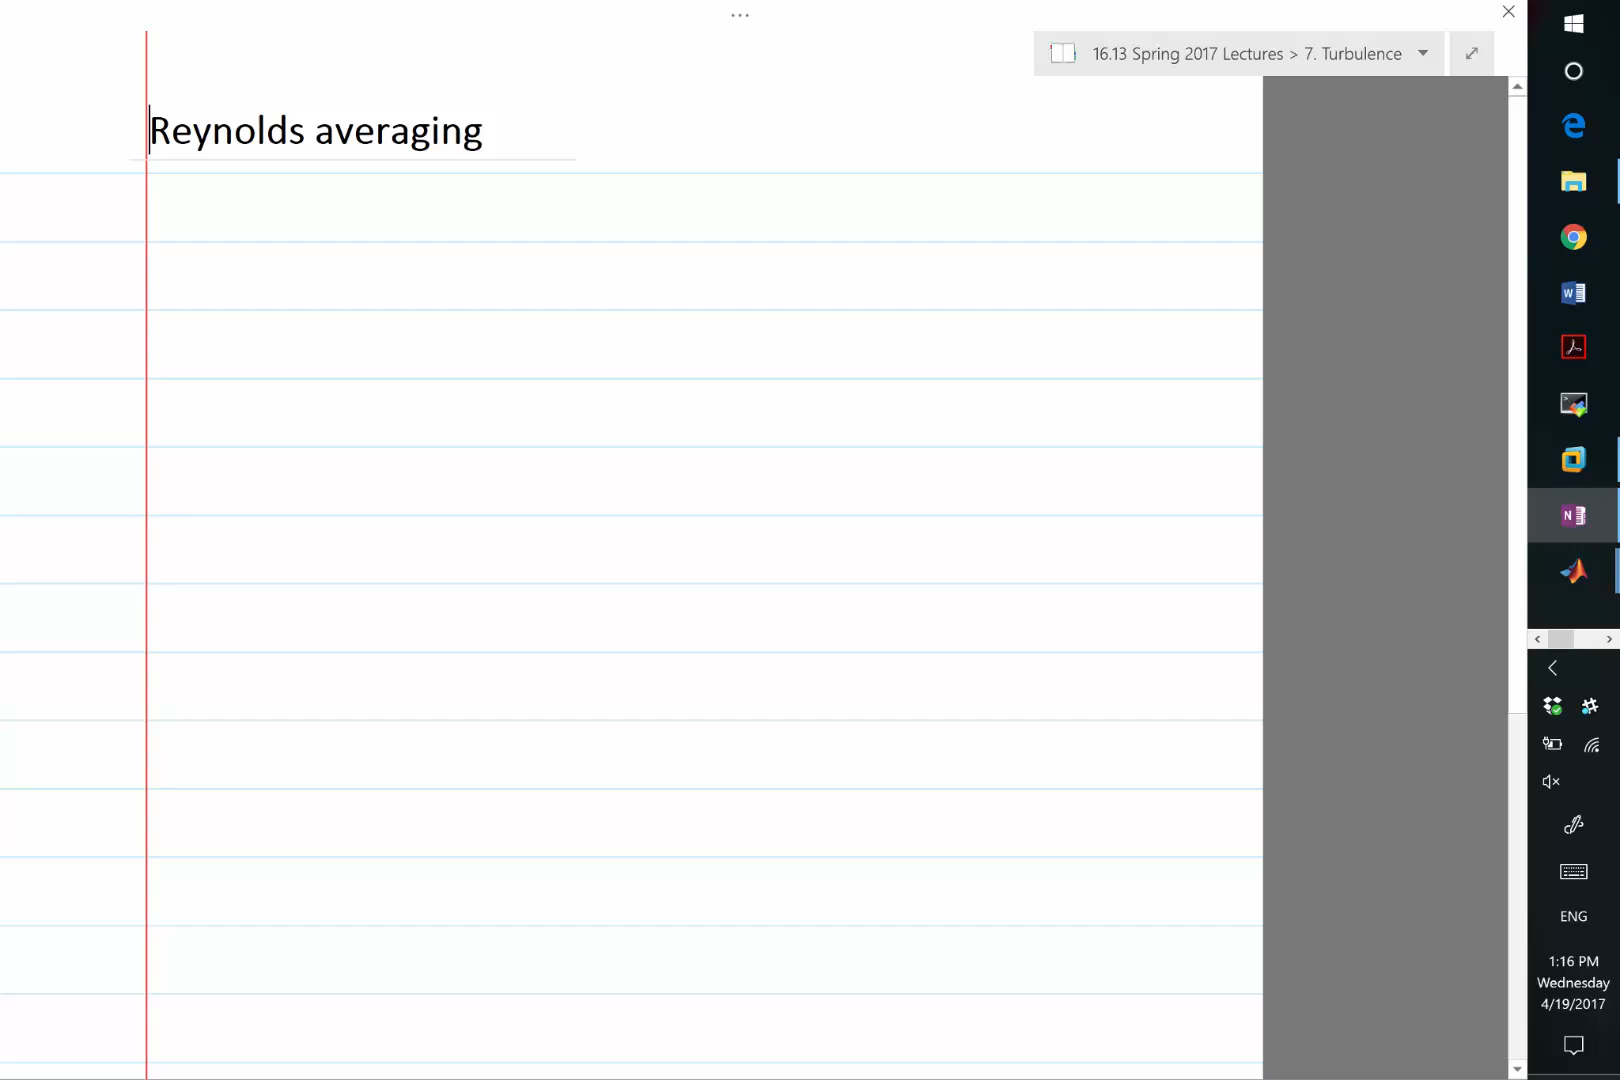 16.13 Spring 2017 Lectures > 7. Turbulence
Reynolds averaging
ENG
1:16 PM
Wednesday
4/19/2017